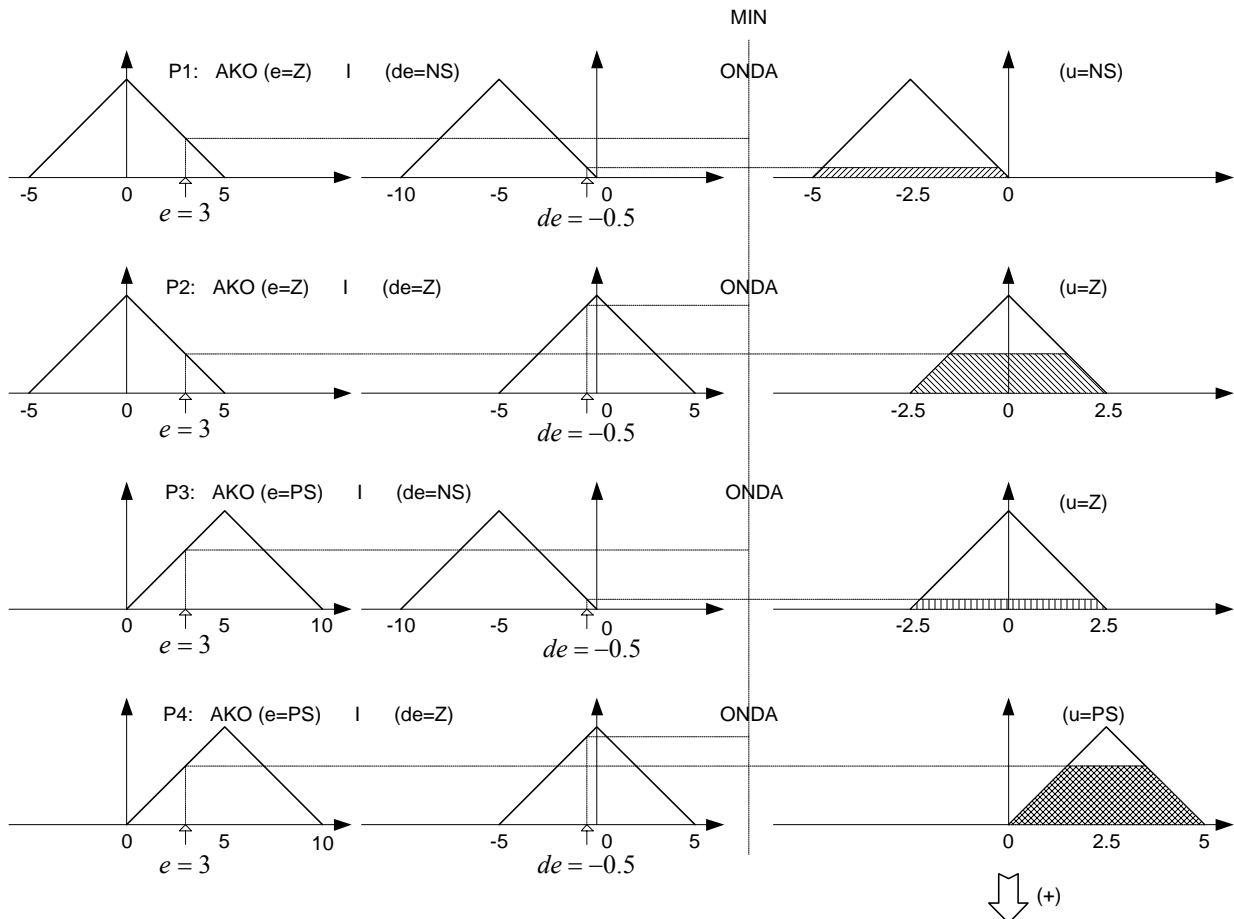 MIN
P1: AKO (e=Z) I (de=NS) ONDA (u=NS)
-5 0 5 -10 -5 0 -5 -2.5 0
e = 3 de = −0.5
P2: AKO (e=Z) I (de=Z) ONDA (u=Z)
-5 0 5 -5 0 5 -2.5 0 2.5
e = 3 de = −0.5
P3: AKO (e=PS) I (de=NS) ONDA (u=Z)
0 5 10 -10 -5 0 -2.5 0 2.5
e = 3 de = −0.5
P4: AKO (e=PS) I (de=Z) ONDA (u=PS)
0 5 10 -5 0 5 0 2.5 5
e = 3 de = −0.5
(+)